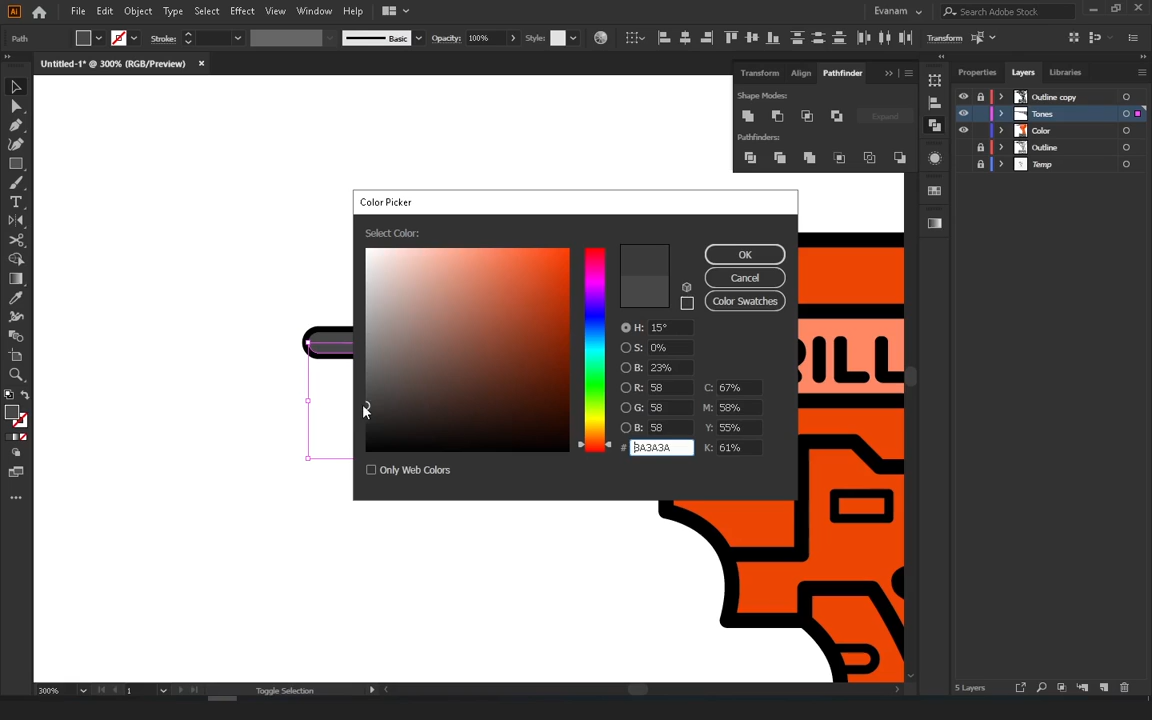 File Edit Object Type Select Effect View Window Help
Evanam
Search Adobe Stock
Path
Stroke:
Basic
Opacity: 100%
Style:
Transform
Untitled-1* @ 300% (RGB/Preview) ×
Transform Align Pathfinder
Shape Modes:
Expand
Pathfinders:
Properties Layers Libraries
Outline copy
Tones
Color
Outline
Temp
Color Picker
Select Color:
OK
Cancel
Color Swatches
H: 15°
S: 0%
B: 23%
R: 58 C: 67%
G: 58 M: 58%
B: 58 Y: 55%
# 3A3A3A K: 61%
Only Web Colors
RILL
300%
1
Toggle Selection
5 Layers